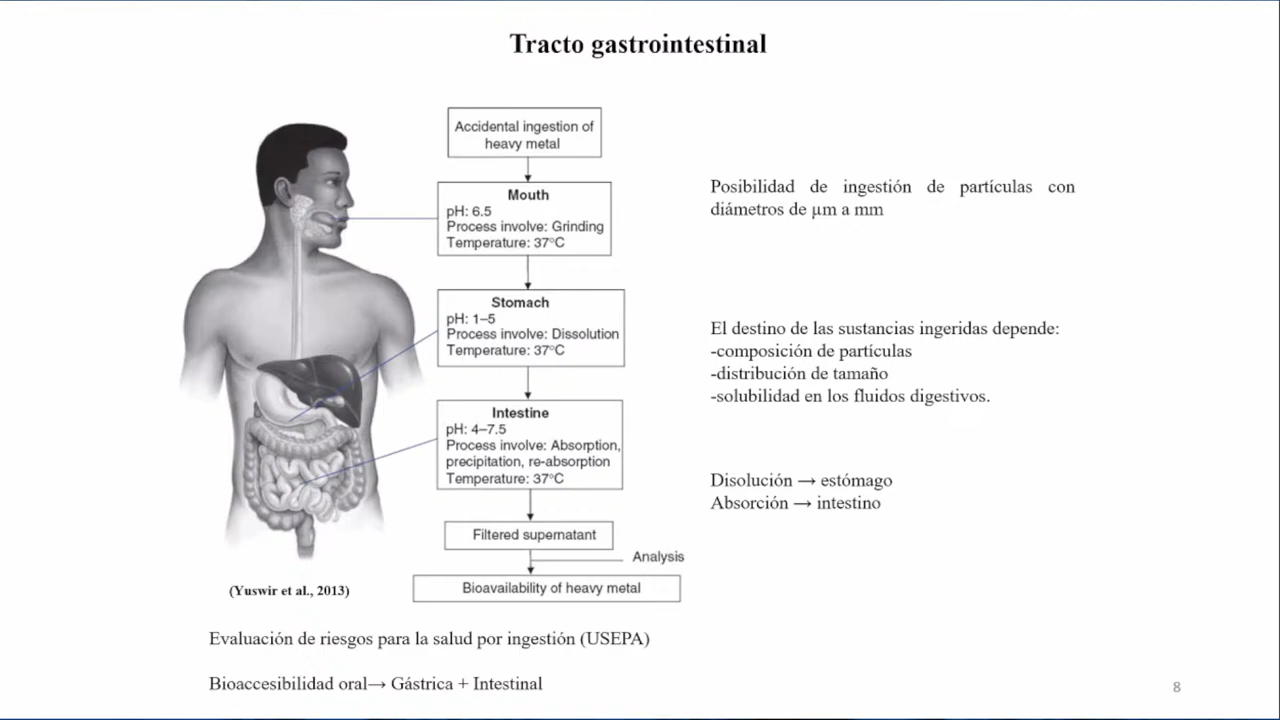 Tracto gastrointestinal
Accidental ingestion of
heavy metal
Mouth
pH: 6.5
Process involve: Grinding
Temperature: 37°C
Posibilidad de ingestión de partículas con
diámetros de µm a mm
Stomach
pH: 1–5
Process involve: Dissolution
Temperature: 37°C
El destino de las sustancias ingeridas depende:
-composición de partículas
-distribución de tamaño
-solubilidad en los fluidos digestivos.
Intestine
pH: 4–7.5
Process involve: Absorption,
precipitation, re-absorption
Temperature: 37°C
Disolución → estómago
Absorción → intestino
Filtered supernatant
Analysis
Bioavailability of heavy metal
(Yuswir et al., 2013)
Evaluación de riesgos para la salud por ingestión (USEPA)
Bioaccesibilidad oral→ Gástrica + Intestinal
8